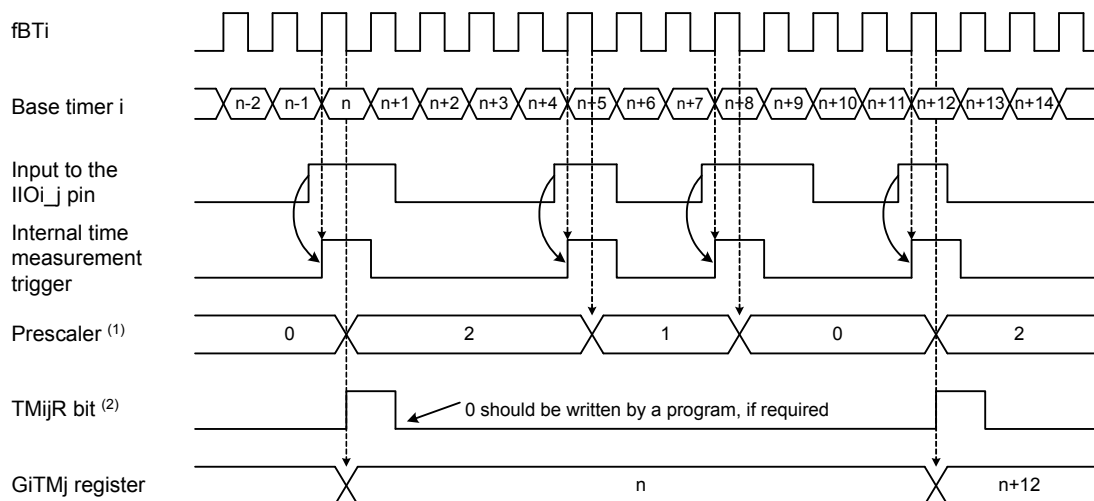 fBTi
Base timer i
n-2 n-1 n n+1 n+2 n+3 n+4 n+5 n+6 n+7 n+8 n+9 n+10 n+11 n+12 n+13 n+14
Input to the
IIOi_j pin
Internal time
measurement
trigger
Prescaler (1)
0 2 1 0 2
TMijR bit (2)
0 should be written by a program, if required
GiTMj register
n n+12